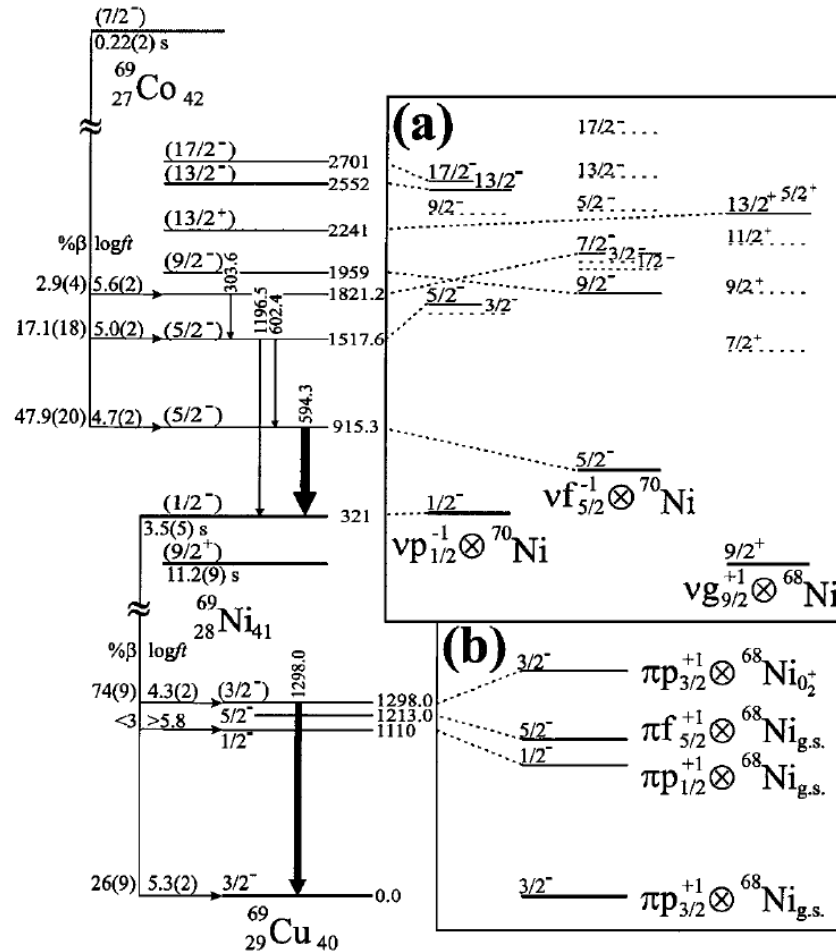 (7/2⁻)
0.22(2) s
⁶⁹₂₇Co₄₂
(a)
(17/2⁻) 2701
(13/2⁻) 2552
(13/2⁺) 2241
%β logft
(9/2⁻) 1959
2.9(4) 5.6(2) 303.6 1821.2
17.1(18) 5.0(2) (5/2⁻) 1196.5 602.4 1517.6
47.9(20) 4.7(2) (5/2⁻) 594.3 915.3
(1/2⁻) 321
3.5(5) s
(9/2⁺)
11.2(9) s
⁶⁹₂₈Ni₄₁
17/2⁻ 13/2⁻
9/2⁻
5/2⁻ 3/2⁻
1/2⁻
νp⁻¹₁/₂ ⊗ ⁷⁰Ni
17/2⁻
13/2⁻
5/2⁻
7/2⁻ 3/2⁻ 1/2⁻
9/2⁻
5/2⁻
νf⁻¹₅/₂ ⊗ ⁷⁰Ni
13/2⁺ 5/2⁺
11/2⁺
9/2⁺
7/2⁺
9/2⁺
νg⁺¹₉/₂ ⊗ ⁶⁸Ni
(b)
%β logft
74(9) 4.3(2) (3/2⁻) 1298.0 1298.0
<3 >5.8 5/2⁻ 1213.0
1/2⁻ 1110
26(9) 5.3(2) 3/2⁻ 0.0
⁶⁹₂₉Cu₄₀
3/2⁻ πp⁺¹₃/₂ ⊗ ⁶⁸Ni₀₂⁺
5/2⁻ πf⁺¹₅/₂ ⊗ ⁶⁸Ni g.s.
1/2⁻ πp⁺¹₁/₂ ⊗ ⁶⁸Ni g.s.
3/2⁻ πp⁺¹₃/₂ ⊗ ⁶⁸Ni g.s.